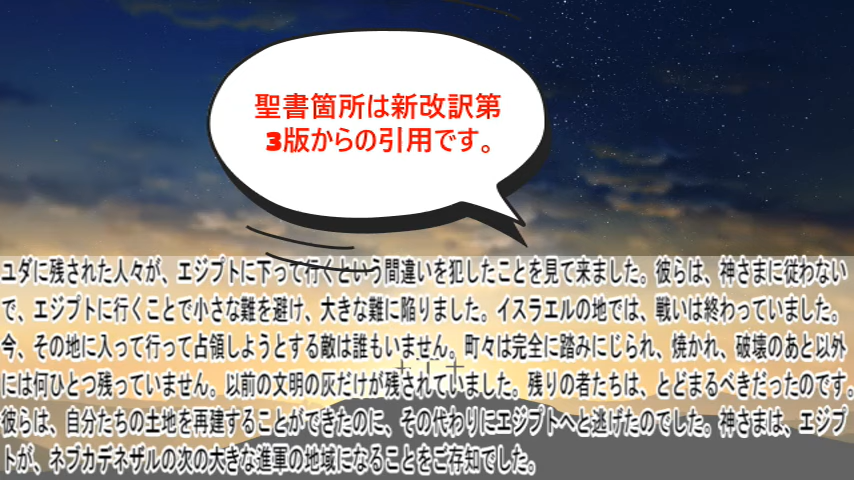 聖書箇所は新改訳第
3版からの引用です。
ユダに残された人々が、エジプトに下って行くという間違いを犯したことを見て来ました。彼らは、神さまに従わない
で、エジプトに行くことで小さな難を避け、大きな難に陥りました。イスラエルの地では、戦いは終わっていました。
今、その地に入って行って占領しようとする敵は誰もいません。町々は完全に踏みにじられ、焼かれ、破壊のあと以外
には何ひとつ残っていません。以前の文明の灰だけが残されていました。残りの者たちは、とどまるべきだったのです。
彼らは、自分たちの土地を再建することができたのに、その代わりにエジプトへと逃げたのでした。神さまは、エジプ
トが、ネブカデネザルの次の大きな進軍の地域になることをご存知でした。